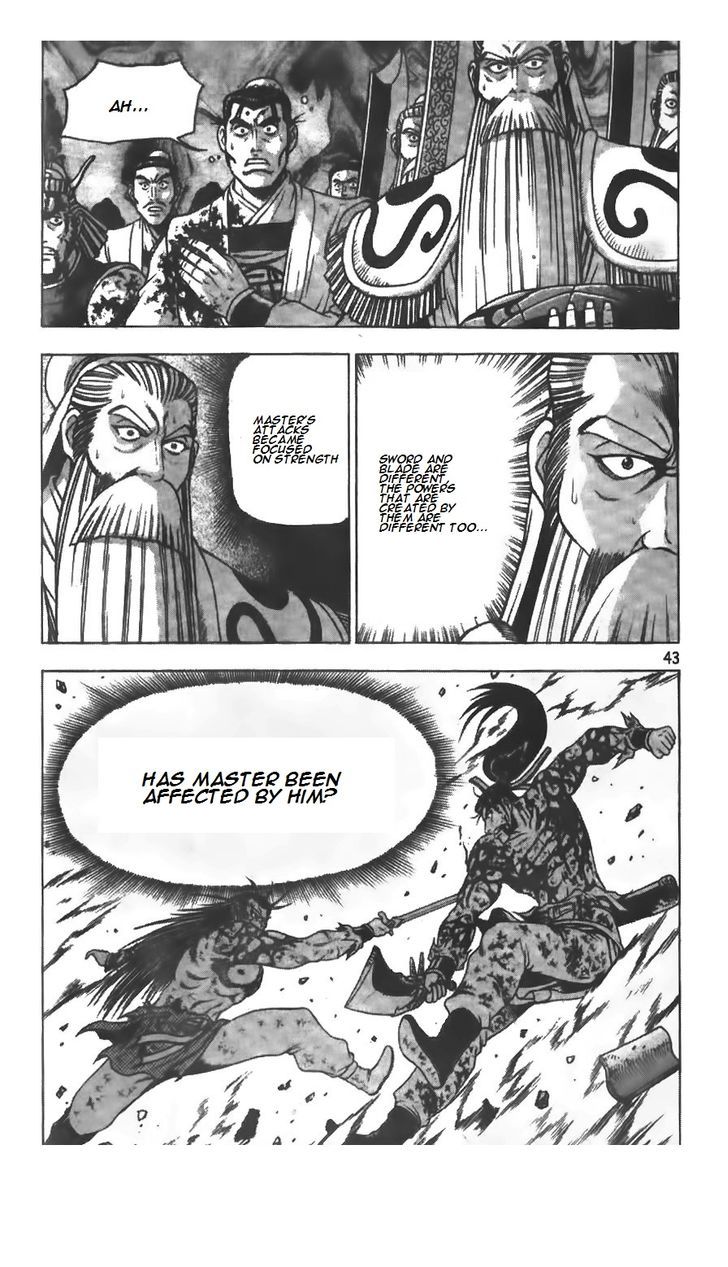 AH...
MASTER'S
ATTACKS
BECAME
FOCUSED
ON STRENGTH
SWORD AND
BLADE ARE
DIFFERENT,
THE POWERS
THAT ARE
CREATED BY
THEM ARE
DIFFERENT TOO...
43
HAS MASTER BEEN
AFFECTED BY HIM?